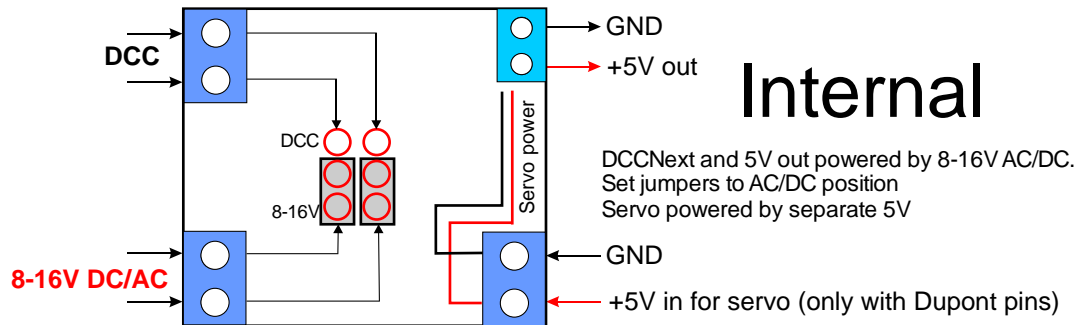 GND
DCC
+5V out
Internal
DCC
Servo power
DCCNext and 5V out powered by 8-16V AC/DC.
Set jumpers to AC/DC position
Servo powered by separate 5V
8-16V
GND
8-16V DC/AC
+5V in for servo (only with Dupont pins)